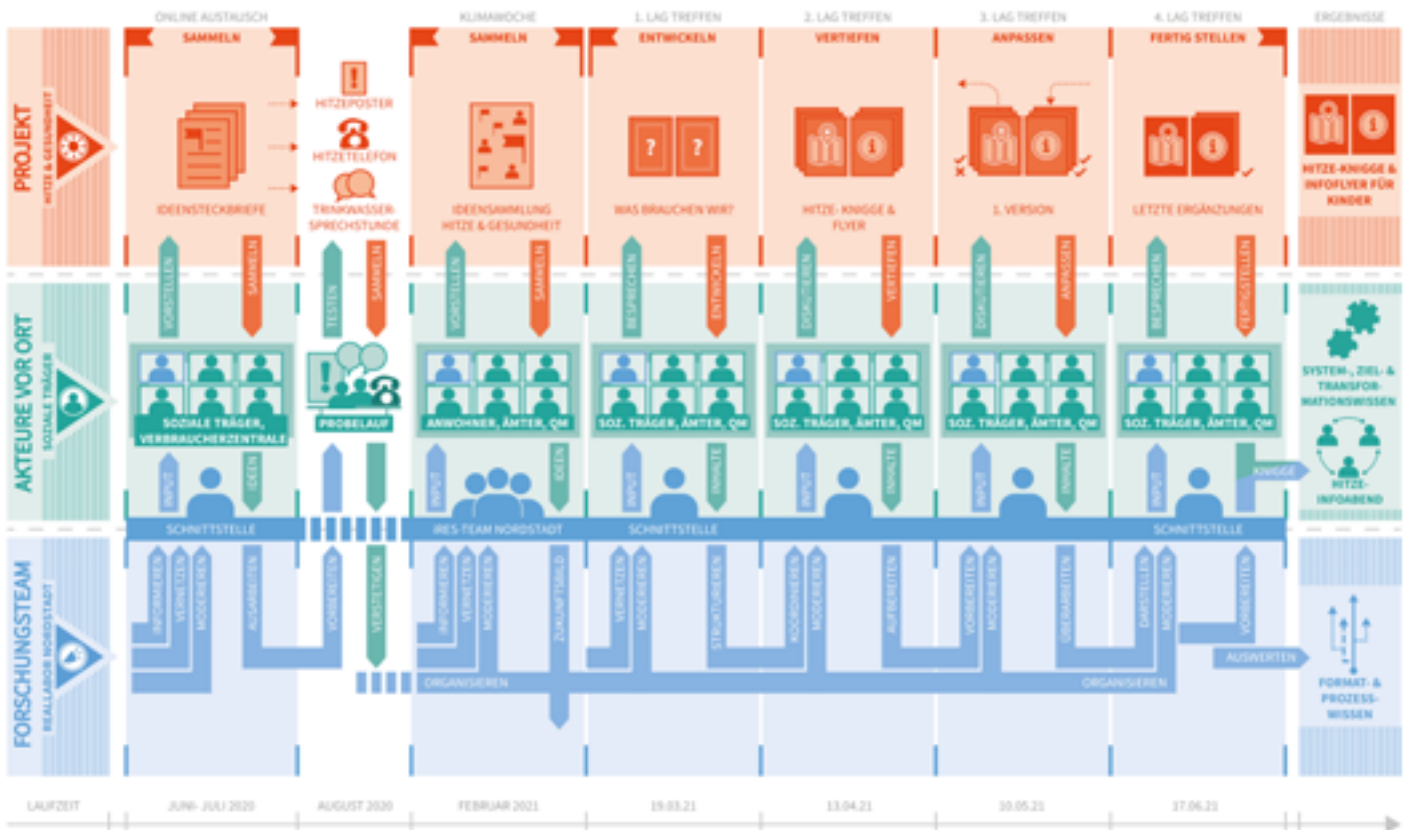 ONLINE AUSTAUSCH
KLIMAWOCHE
1. LAG TREFFEN
2. LAG TREFFEN
3. LAG TREFFEN
4. LAG TREFFEN
ERGEBNISSE
SAMMELN
SAMMELN
ENTWICKELN
VERTIEFEN
ANPASSEN
FERTIG STELLEN
PROJEKT
HITZE & GESUNDHEIT
HITZEPOSTER
HITZETELEFON
TRINKWASSER-
SPRECHSTUNDE
IDEENSTECKBRIEFE
IDEENSAMMLUNG
HITZE & GESUNDHEIT
? ?
WAS BRAUCHEN WIR?
HITZE- KNIGGE &
FLYER
1. VERSION
LETZTE ERGÄNZUNGEN
HITZE-KNIGGE &
INFOFLYER FÜR
KINDER
VORSTELLEN
SAMMELN
TESTEN
SAMMELN
VORSTELLEN
SAMMELN
BESPRECHEN
ENTWICKELN
DISKUTIEREN
VERTIEFEN
DISKUTIEREN
ANPASSEN
BESPRECHEN
FERTIGSTELLEN
AKTEURE VOR ORT
SOZIALE TRÄGER
SOZIALE TRÄGER,
VERBRAUCHERZENTRALE
PROBELAUF
ANWOHNER, ÄMTER, QM
SOZ. TRÄGER, ÄMTER, QM
SOZ. TRÄGER, ÄMTER, QM
SOZ. TRÄGER, ÄMTER, QM
SOZ. TRÄGER, ÄMTER, QM
SYSTEM-, ZIEL- &
TRANSFOR-
MATIONSWISSEN
INPUT
IDEEN
INPUT
IDEEN
INPUT
INHALTE
INPUT
INHALTE
INPUT
INHALTE
INPUT
KNIGGE
HITZE-
INFOABEND
SCHNITTSTELLE
IRES-TEAM NORDSTADT
SCHNITTSTELLE
SCHNITTSTELLE
FORSCHUNGSTEAM
REALLABOR NORDSTADT
INFORMIEREN
VERNETZEN
MODERIEREN
AUSARBEITEN
VORBEREITEN
VERSTETIGEN
INFORMIEREN
VERNETZEN
MODERIEREN
ZUKUNFTSBILD
VERNETZEN
MODERIEREN
STRUKTURIEREN
KOORDINIEREN
MODERIEREN
AUFBEREITEN
VORBEREITEN
MODERIEREN
ÜBERARBEITEN
DARSTELLEN
MODERIEREN
VORBEREITEN
AUSWERTEN
ORGANISIEREN
ORGANISIEREN
FORMAT- &
PROZESS-
WISSEN
LAUFZEIT
JUNI- JULI 2020
AUGUST 2020
FEBRUAR 2021
19.03.21
13.04.21
10.05.21
17.06.21